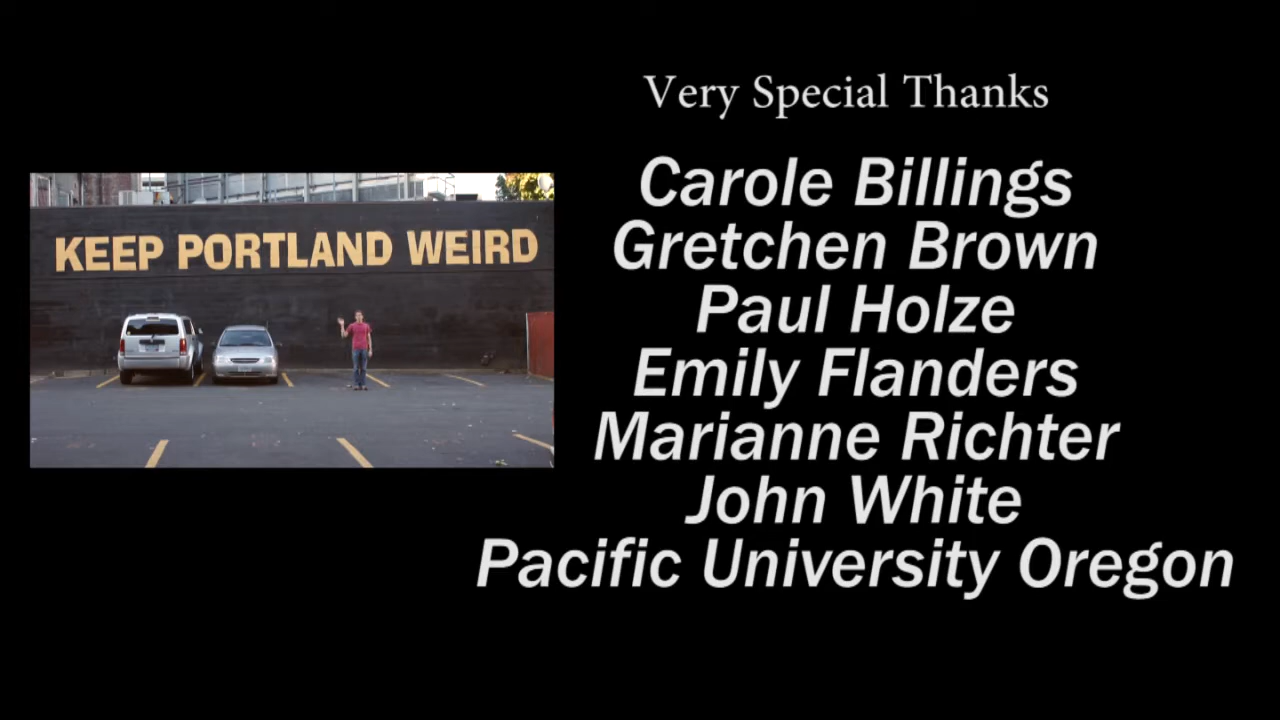 KEEP PORTLAND WEIRD
Very Special Thanks
Carole Billings
Gretchen Brown
Paul Holze
Emily Flanders
Marianne Richter
John White
Pacific University Oregon